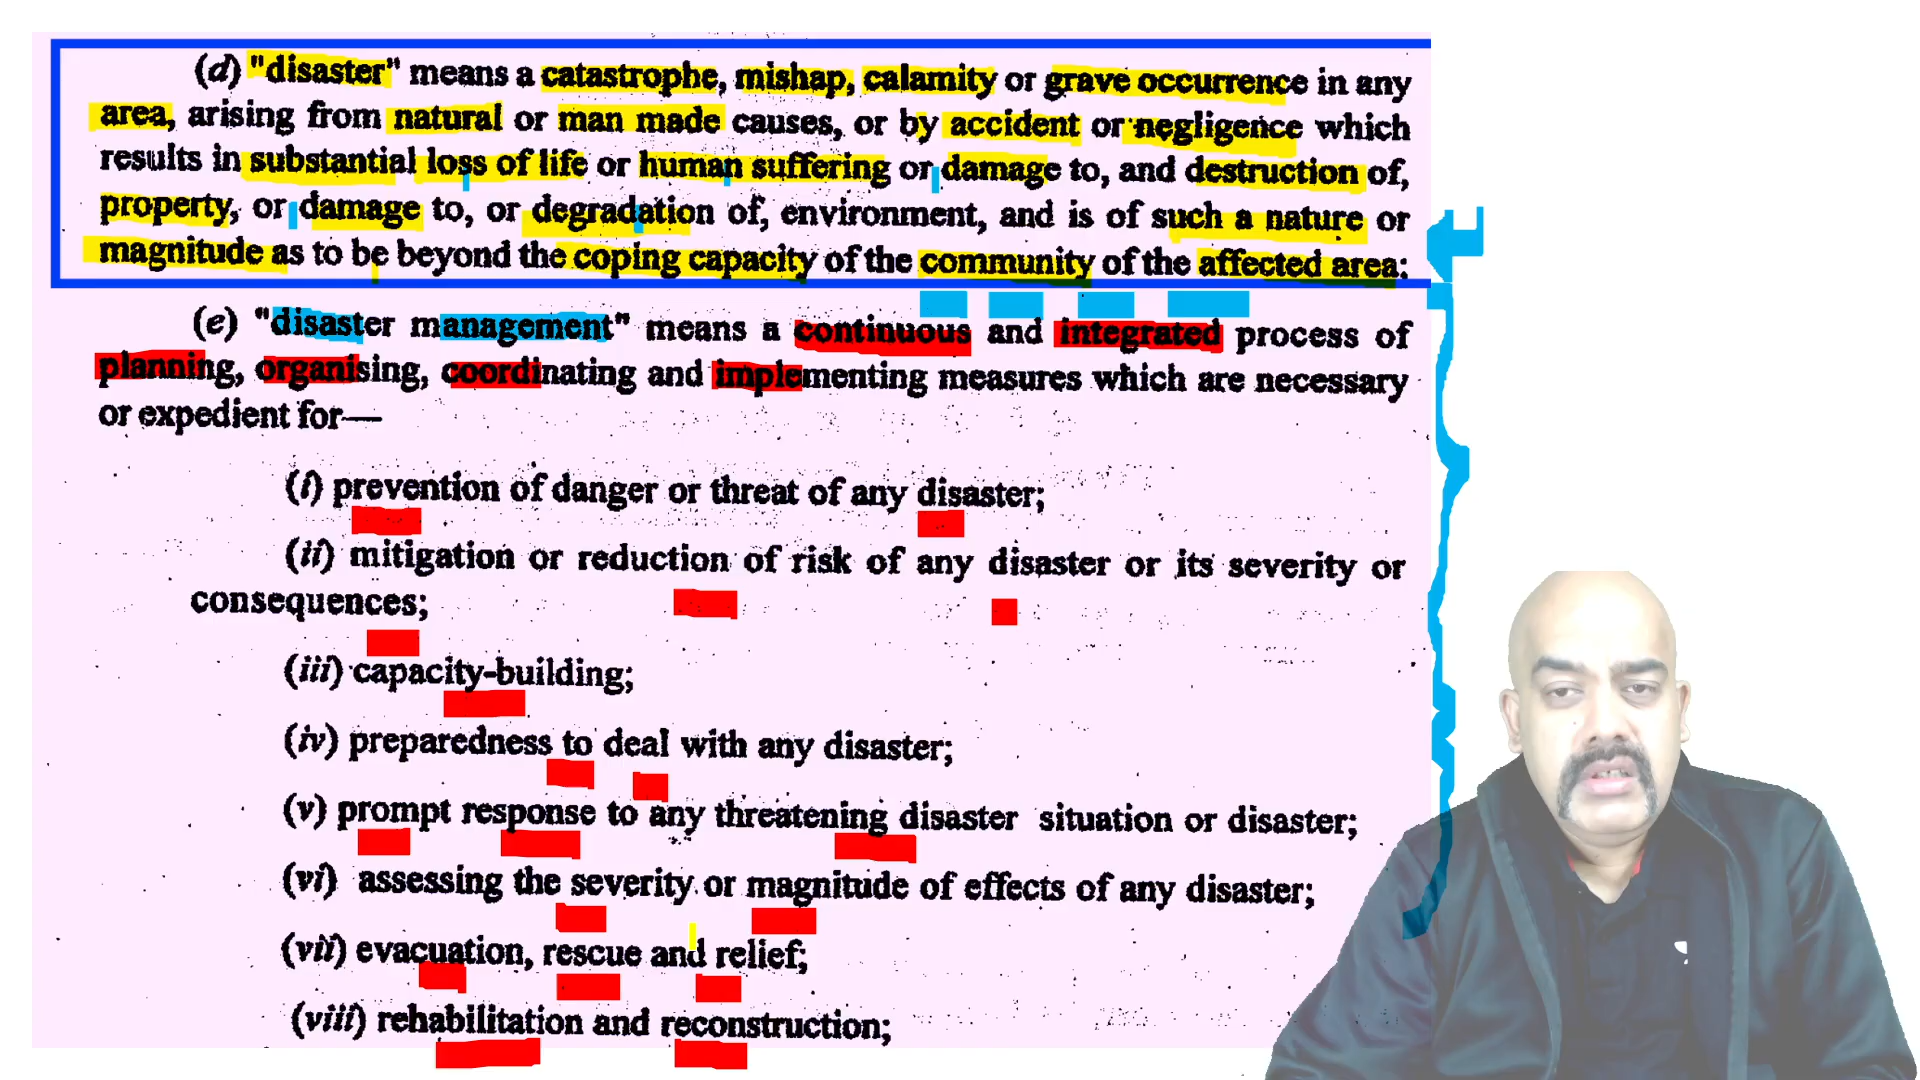 (d) "disaster" means a catastrophe, mishap, calamity or grave occurrence in any
area, arising from natural or man made causes, or by accident or negligence which
results in substantial loss of life or human suffering or damage to, and destruction of,
property, or damage to, or degradation of, environment, and is of such a nature or
magnitude as to be beyond the coping capacity of the community of the affected area;
(e) "disaster management" means a continuous and integrated process of
planning, organising, coordinating and implementing measures which are necessary
or expedient for—
(i) prevention of danger or threat of any disaster;
(ii) mitigation or reduction of risk of any disaster or its severity or
consequences;
(iii) capacity-building;
(iv) preparedness to deal with any disaster;
(v) prompt response to any threatening disaster situation or disaster;
(vi) assessing the severity or magnitude of effects of any disaster;
(vii) evacuation, rescue and relief;
(viii) rehabilitation and reconstruction;